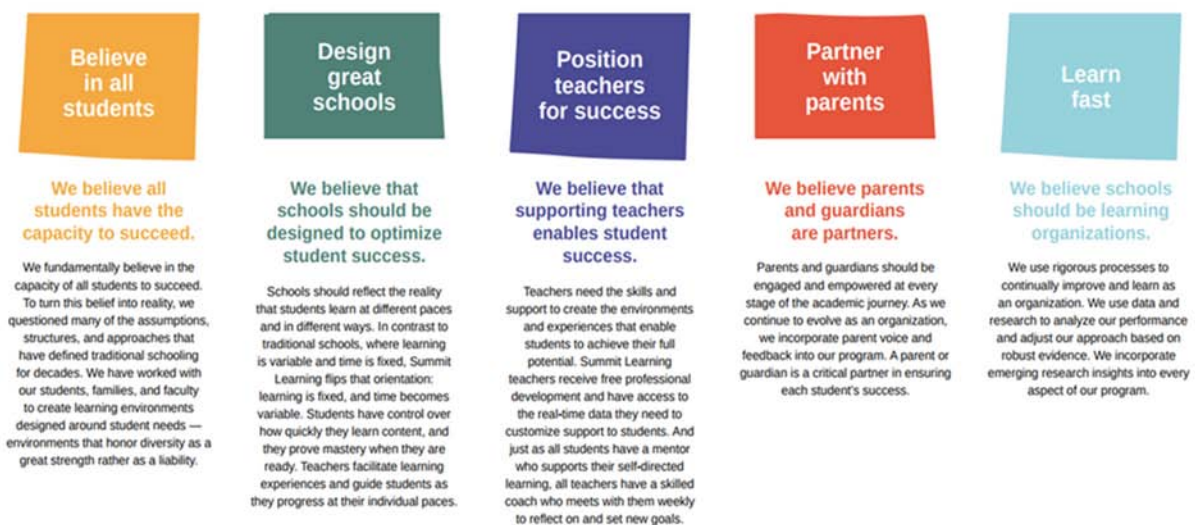 Believe
in all
students
We believe all
students have the
capacity to succeed.
We fundamentally believe in the
capacity of all students to succeed.
To turn this belief into reality, we
questioned many of the assumptions,
structures, and approaches that
have defined traditional schooling
for decades. We have worked with
our students, families, and faculty
to create learning environments
designed around student needs —
environments that honor diversity as a
great strength rather as a liability.
Design
great
schools
We believe that
schools should be
designed to optimize
student success.
Schools should reflect the reality
that students learn at different paces
and in different ways. In contrast to
traditional schools, where learning
is variable and time is fixed, Summit
Learning flips that orientation:
learning is fixed, and time becomes
variable. Students have control over
how quickly they learn content, and
they prove mastery when they are
ready. Teachers facilitate learning
experiences and guide students as
they progress at their individual paces.
Position
teachers
for success
We believe that
supporting teachers
enables student
success.
Teachers need the skills and
support to create the environments
and experiences that enable
students to achieve their full
potential. Summit Learning
teachers receive free professional
development and have access to
the real-time data they need to
customize support to students. And
just as all students have a mentor
who supports their self-directed
learning, all teachers have a skilled
coach who meets with them weekly
to reflect on and set new goals.
Partner
with
parents
We believe parents
and guardians
are partners.
Parents and guardians should be
engaged and empowered at every
stage of the academic journey. As we
continue to evolve as an organization,
we incorporate parent voice and
feedback into our program. A parent or
guardian is a critical partner in ensuring
each student's success.
Learn
fast
We believe schools
should be learning
organizations.
We use rigorous processes to
continually improve and learn as
an organization. We use data and
research to analyze our performance
and adjust our approach based on
robust evidence. We incorporate
emerging research insights into every
aspect of our program.